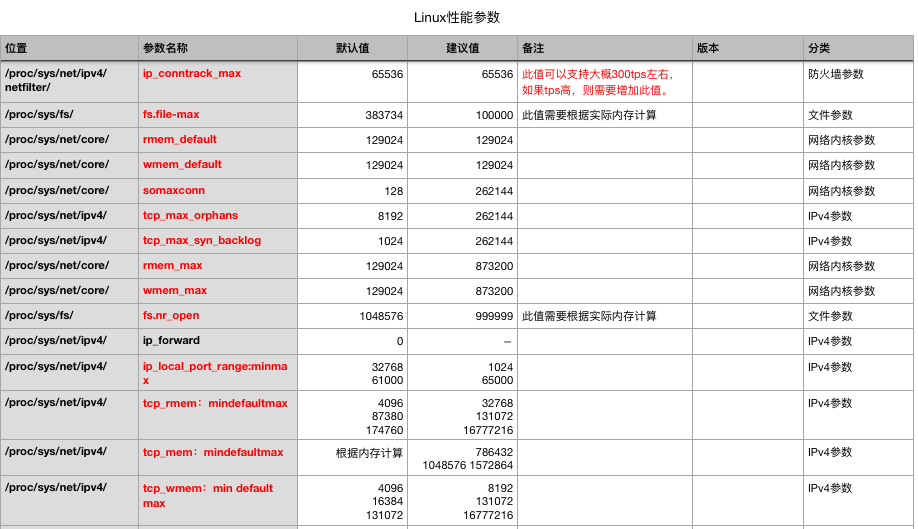 Linux性能参数
位置 参数名称 默认值 建议值 备注 版本 分类
/proc/sys/net/ipv4/ ip_conntrack_max 65536 65536 此值可以支持大概300tps左右, 防火墙参数
netfilter/ 如果tps高，则需要增加此值。
/proc/sys/fs/ fs.file-max 383734 100000 此值需要根据实际内存计算 文件参数
/proc/sys/net/core/ rmem_default 129024 129024 网络内核参数
/proc/sys/net/core/ wmem_default 129024 129024 网络内核参数
/proc/sys/net/core/ somaxconn 128 262144 网络内核参数
/proc/sys/net/ipv4/ tcp_max_orphans 8192 262144 IPv4参数
/proc/sys/net/ipv4/ tcp_max_syn_backlog 1024 262144 IPv4参数
/proc/sys/net/core/ rmem_max 129024 873200 网络内核参数
/proc/sys/net/core/ wmem_max 129024 873200 网络内核参数
/proc/sys/fs/ fs.nr_open 1048576 999999 此值需要根据实际内存计算 文件参数
/proc/sys/net/ipv4/ ip_forward 0 — IPv4参数
/proc/sys/net/ipv4/ ip_local_port_range:minma 32768 1024 IPv4参数
x 61000 65000
/proc/sys/net/ipv4/ tcp_rmem：mindefaultmax 4096 32768 IPv4参数
87380 131072
174760 16777216
/proc/sys/net/ipv4/ tcp_mem：mindefaultmax 根据内存计算 786432 IPv4参数
1048576 1572864
/proc/sys/net/ipv4/ tcp_wmem：min default 4096 8192 IPv4参数
max 16384 131072
131072 16777216